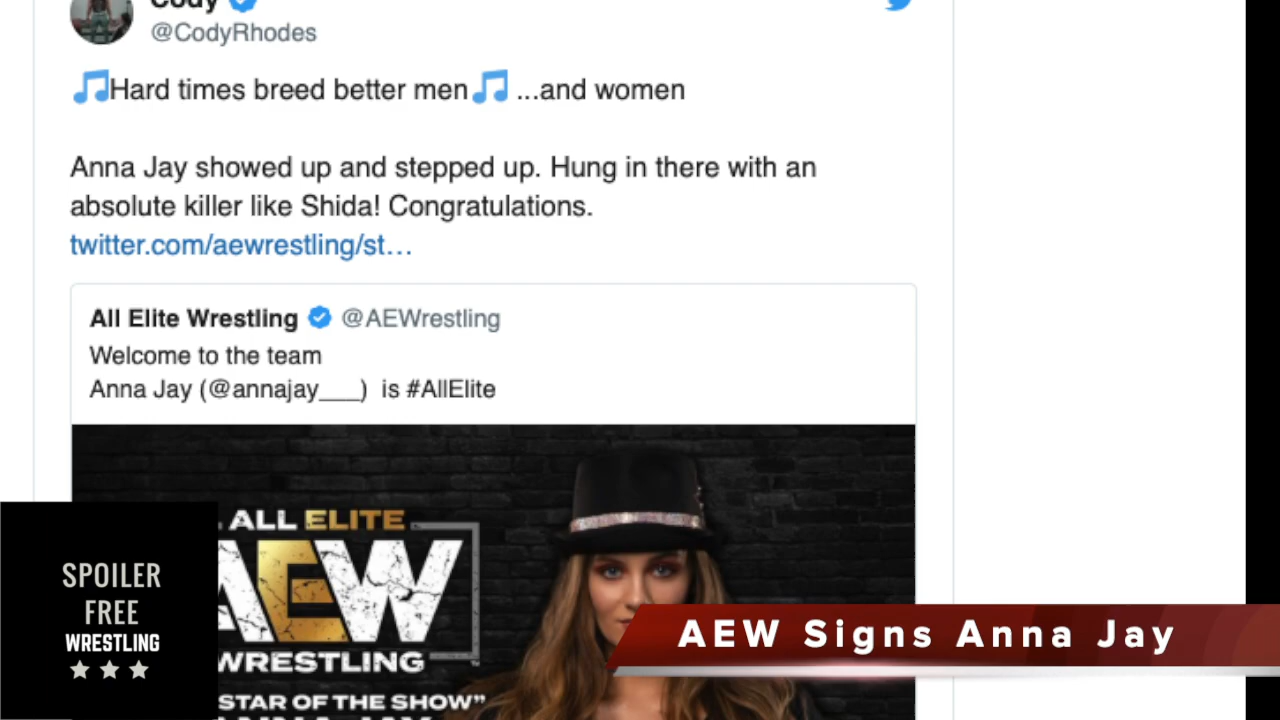 Cody
@CodyRhodes
🎵Hard times breed better men🎵 ...and women
Anna Jay showed up and stepped up. Hung in there with an
absolute killer like Shida! Congratulations.
twitter.com/aewrestling/st…
All Elite Wrestling @AEWrestling
Welcome to the team
Anna Jay (@annajay___) is #AllElite
ALL ELITE
AEW
WRESTLING
STAR OF THE SHOW”
ANNA JAY
SPOILER
FREE
WRESTLING
AEW Signs Anna Jay